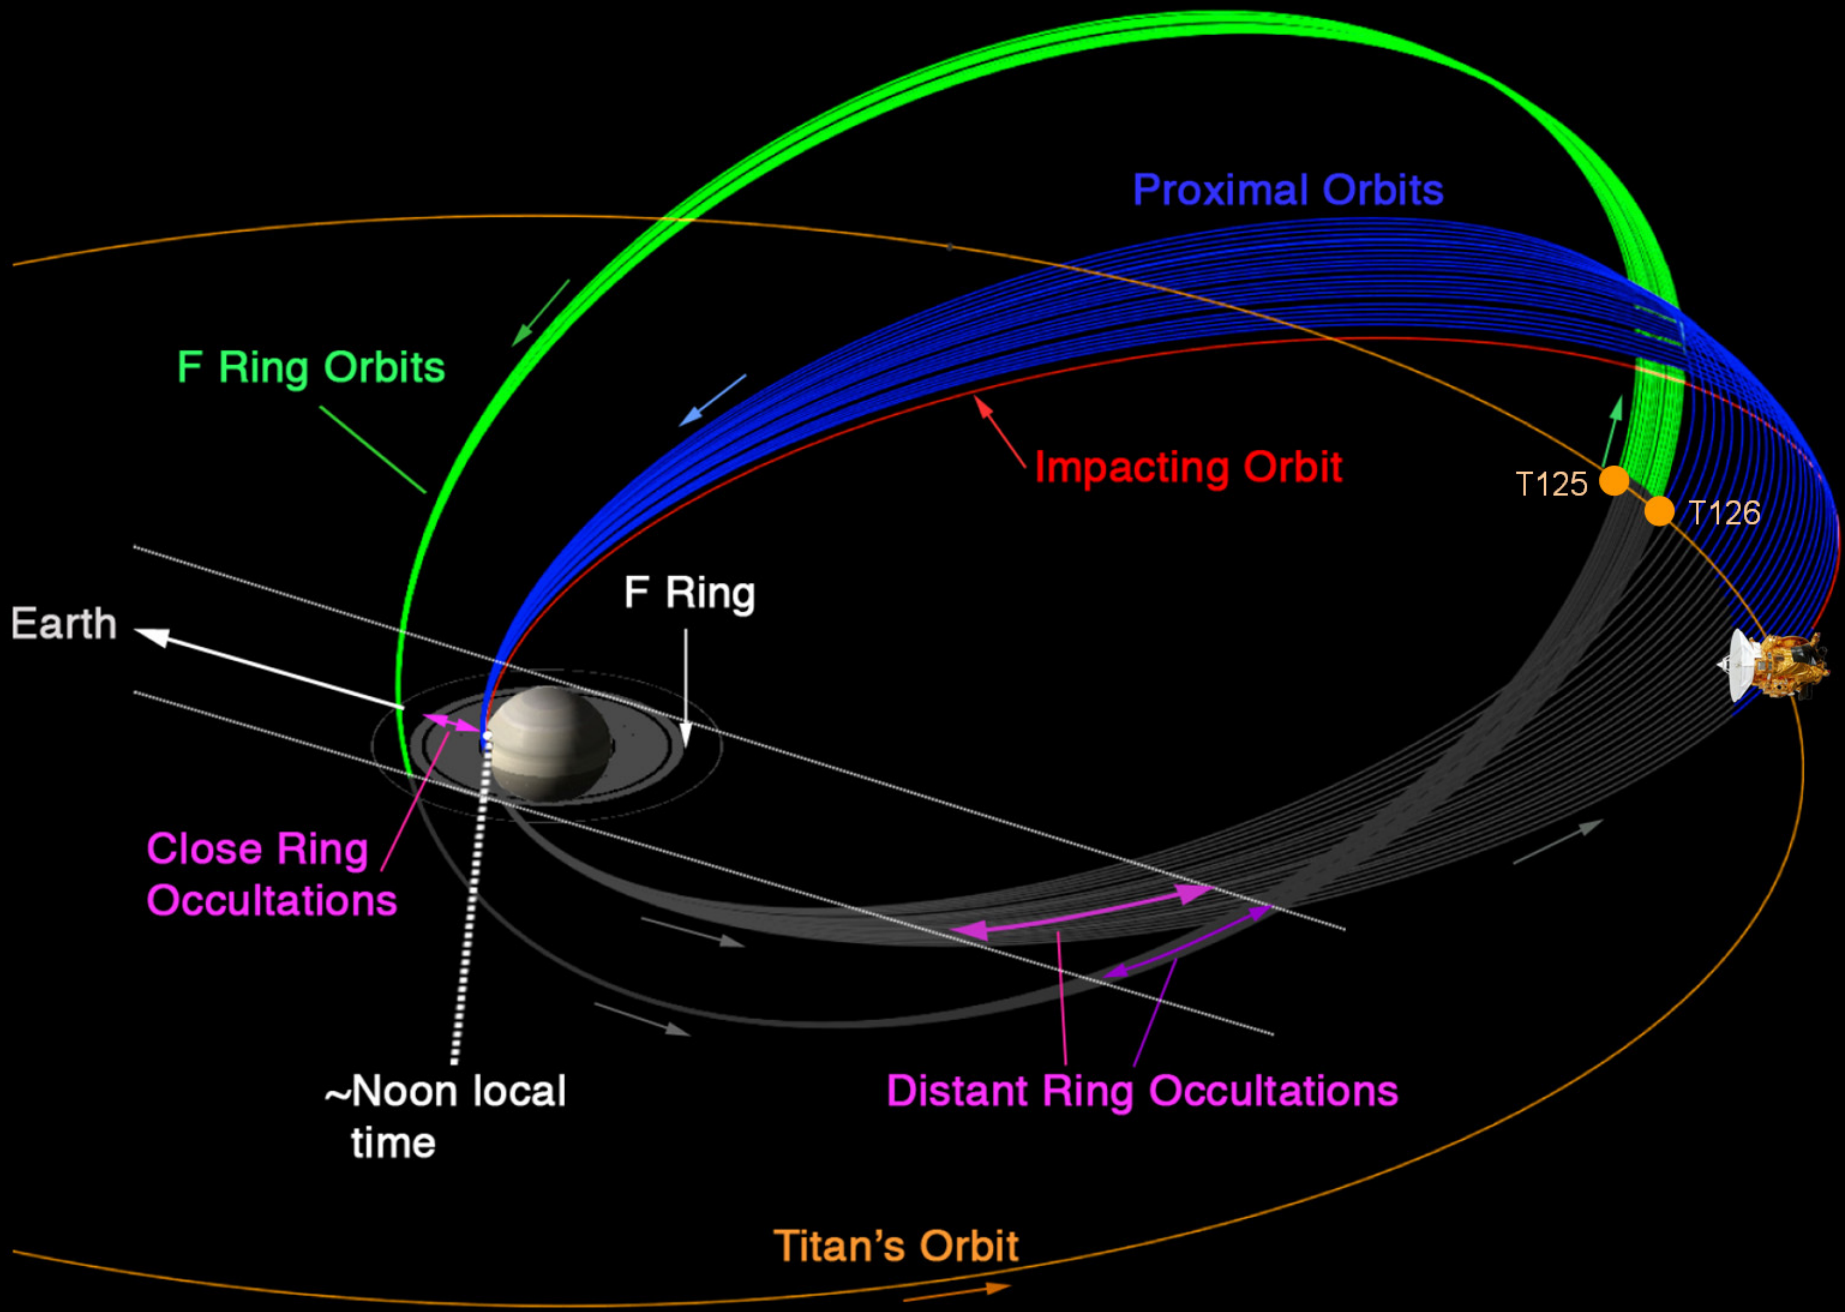 Proximal Orbits
F Ring Orbits
Impacting Orbit
T125
T126
F Ring
Earth
Close Ring
Occultations
~Noon local
time
Distant Ring Occultations
Titan’s Orbit